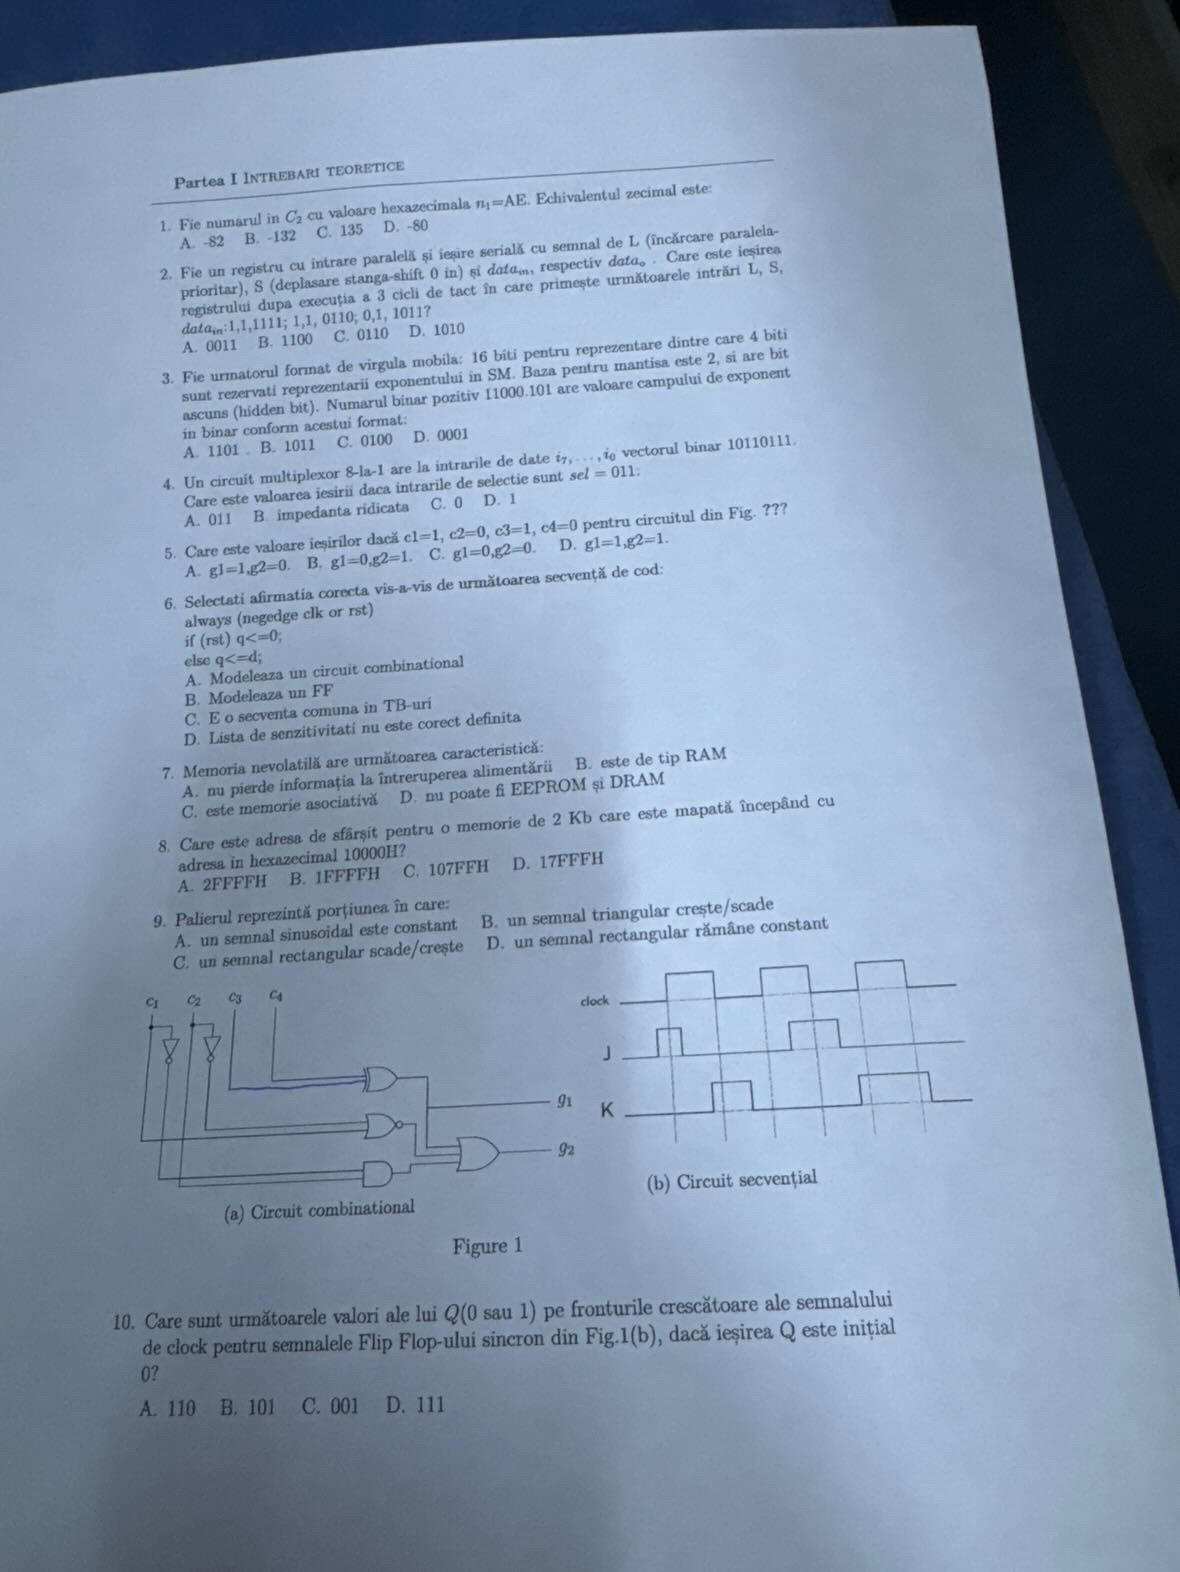 Partea I INTREBARI TEORETICE
1. Fie numarul in C₂ cu valoare hexazecimala n₁=AE. Echivalentul zecimal este:
A. -82 B. -132 C. 135 D. -80
2. Fie un registru cu intrare paralelă și ieșire serială cu semnal de L (încărcare paralela-
prioritar), S (deplasare stanga-shift 0 in) și dataᵢₙ, respectiv dataₒ . Care este ieșirea
registrului dupa execuția a 3 cicli de tact în care primește următoarele intrări L, S,
dataᵢₙ:1,1,1111; 1,1, 0110; 0,1, 1011?
A. 0011 B. 1100 C. 0110 D. 1010
3. Fie urmatorul format de virgula mobila: 16 biti pentru reprezentare dintre care 4 biti
sunt rezervati reprezentarii exponentului in SM. Baza pentru mantisa este 2, si are bit
ascuns (hidden bit). Numarul binar pozitiv 11000.101 are valoare campului de exponent
in binar conform acestui format:
A. 1101 . B. 1011 C. 0100 D. 0001
4. Un circuit multiplexor 8-la-1 are la intrarile de date i₇,...,i₀ vectorul binar 10110111.
Care este valoarea iesirii daca intrarile de selectie sunt sel = 011:
A. 011 B. impedanta ridicata C. 0 D. 1
5. Care este valoare ieșirilor dacă c1=1, c2=0, c3=1, c4=0 pentru circuitul din Fig. ???
A. g1=1,g2=0. B. g1=0,g2=1. C. g1=0,g2=0. D. g1=1,g2=1.
6. Selectati afirmatia corecta vis-a-vis de următoarea secvență de cod:
always (negedge clk or rst)
if (rst) q<=0;
else q<=d;
A. Modeleaza un circuit combinational
B. Modeleaza un FF
C. E o secventa comuna in TB-uri
D. Lista de senzitivitati nu este corect definita
7. Memoria nevolatilă are următoarea caracteristică:
A. nu pierde informația la întreruperea alimentării B. este de tip RAM
C. este memorie asociativă D. nu poate fi EEPROM și DRAM
8. Care este adresa de sfârșit pentru o memorie de 2 Kb care este mapată începând cu
adresa in hexazecimal 10000H?
A. 2FFFFH B. 1FFFFH C. 107FFH D. 17FFFH
9. Palierul reprezintă porțiunea în care:
A. un semnal sinusoidal este constant B. un semnal triangular crește/scade
C. un semnal rectangular scade/crește D. un semnal rectangular rămâne constant
c₁ c₂ c₃ c₄
g₁
g₂
(a) Circuit combinational
clock
J
K
(b) Circuit secvențial
Figure 1
10. Care sunt următoarele valori ale lui Q(0 sau 1) pe fronturile crescătoare ale semnalului
de clock pentru semnalele Flip Flop-ului sincron din Fig.1(b), dacă ieșirea Q este inițial
0?
A. 110 B. 101 C. 001 D. 111